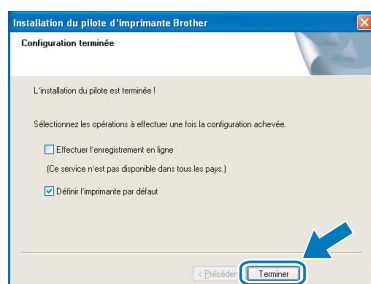 Installation du pilote d'imprimante Brother
Configuration terminée
L'installation du pilote est terminée !
Sélectionnez les opérations à effectuer une fois la configuration achevée.
Effectuer l'enregistrement en ligne
(Ce service n'est pas disponible dans tous les pays.)
Définir l'imprimante par défaut
< Précéden
Terminer